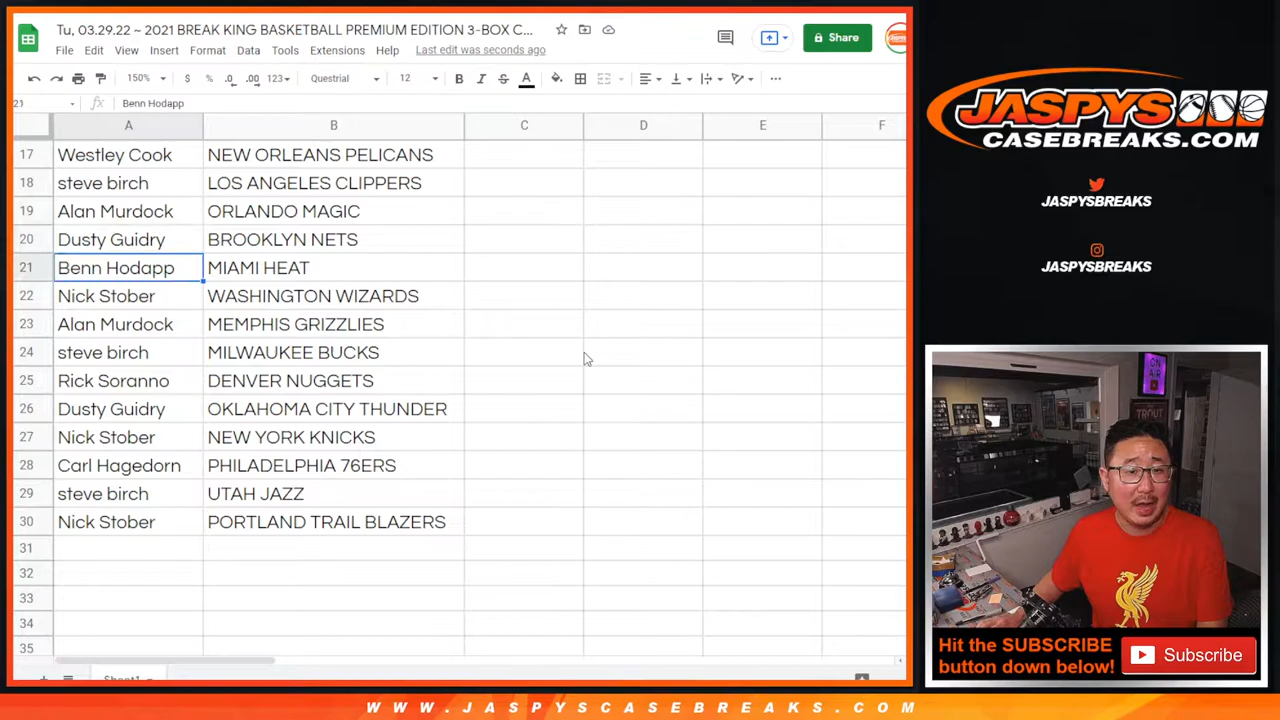 Tu, 03.29.22 ~ 2021 BREAK KING BASKETBALL PREMIUM EDITION 3-BOX C...
File Edit View Insert Format Data Tools Extensions Help Last edit was seconds ago
Share
150% $ % .0 .00 123 Questrial 12 B I S A
21 fx Benn Hodapp
A B C D E F
17 Westley Cook NEW ORLEANS PELICANS
18 steve birch LOS ANGELES CLIPPERS
19 Alan Murdock ORLANDO MAGIC
20 Dusty Guidry BROOKLYN NETS
21 Benn Hodapp MIAMI HEAT
22 Nick Stober WASHINGTON WIZARDS
23 Alan Murdock MEMPHIS GRIZZLIES
24 steve birch MILWAUKEE BUCKS
25 Rick Soranno DENVER NUGGETS
26 Dusty Guidry OKLAHOMA CITY THUNDER
27 Nick Stober NEW YORK KNICKS
28 Carl Hagedorn PHILADELPHIA 76ERS
29 steve birch UTAH JAZZ
30 Nick Stober PORTLAND TRAIL BLAZERS
31
32
33
34
35
Sheet1
JASPYS
CASEBREAKS.COM
JASPYSBREAKS
JASPYSBREAKS
ON AIR
TROUT
Hit the SUBSCRIBE
button down below!
Subscribe
WWW.JASPYSCASEBREAKS.COM